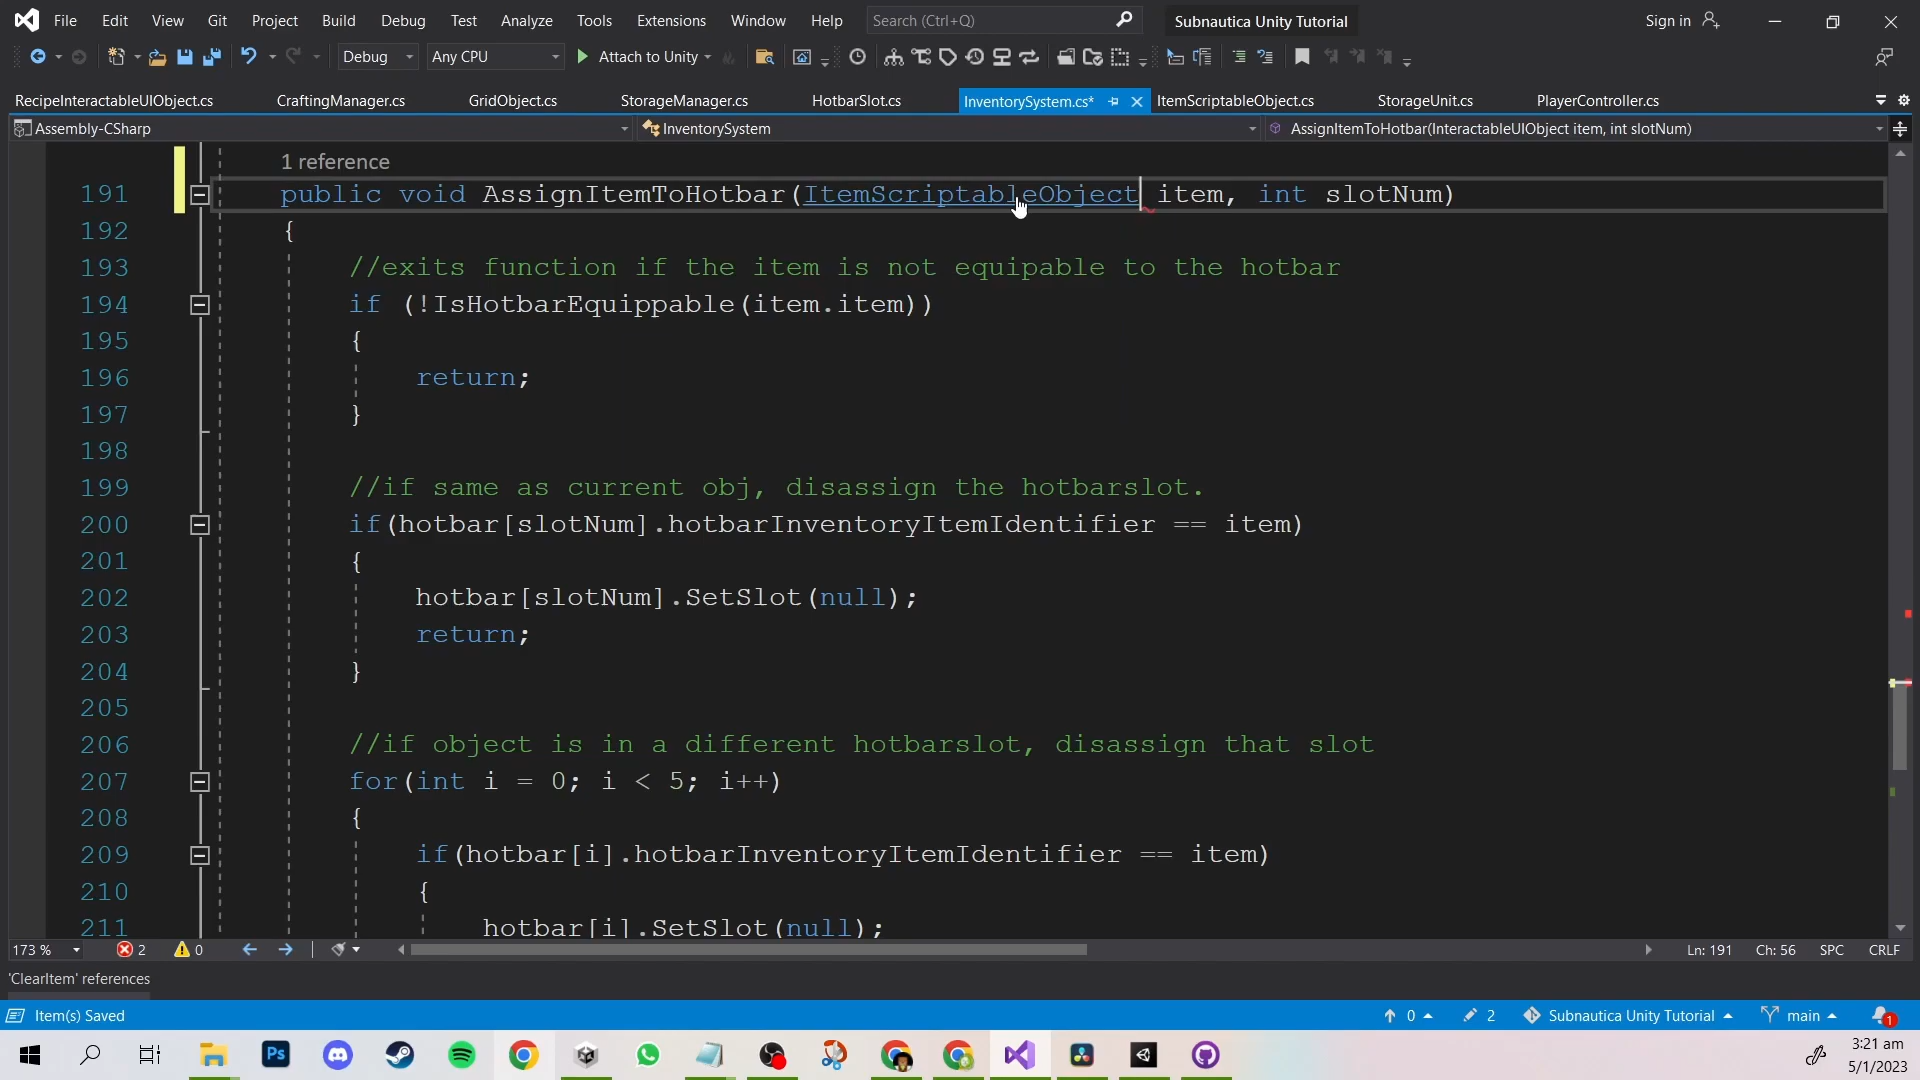 File Edit View Git Project Build Debug Test Analyze Tools Extensions Window Help Search (Ctrl+Q) Subnautica Unity Tutorial Sign in
Debug Any CPU Attach to Unity
RecipeInteractableUIObject.cs CraftingManager.cs GridObject.cs StorageManager.cs HotbarSlot.cs InventorySystem.cs* ItemScriptableObject.cs StorageUnit.cs PlayerController.cs
Assembly-CSharp InventorySystem AssignItemToHotbar(InteractableUIObject item, int slotNum)
1 reference
191 public void AssignItemToHotbar(ItemScriptableObject item, int slotNum)
192 {
193 //exits function if the item is not equipable to the hotbar
194 if (!IsHotbarEquippable(item.item))
195 {
196 return;
197 }
198
199 //if same as current obj, disassign the hotbarslot.
200 if(hotbar[slotNum].hotbarInventoryItemIdentifier == item)
201 {
202 hotbar[slotNum].SetSlot(null);
203 return;
204 }
205
206 //if object is in a different hotbarslot, disassign that slot
207 for(int i = 0; i < 5; i++)
208 {
209 if(hotbar[i].hotbarInventoryItemIdentifier == item)
210 {
211 hotbar[i].SetSlot(null);
173 % 2 0 Ln: 191 Ch: 56 SPC CRLF
'ClearItem' references
Item(s) Saved 0 2 Subnautica Unity Tutorial main 1
Ps 3:21 am
5/1/2023